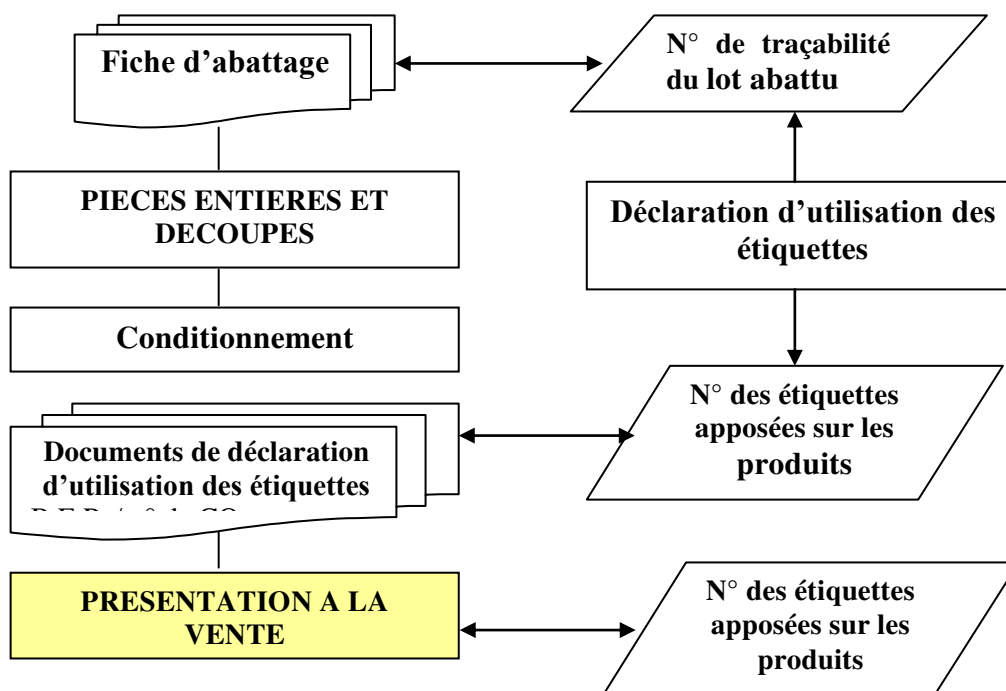 Fiche d’abattage
N° de traçabilité
du lot abattu
PIECES ENTIERES ET
DECOUPES
Déclaration d’utilisation des
étiquettes
Conditionnement
N° des étiquettes
apposées sur les
produits
Documents de déclaration
d’utilisation des étiquettes
PRESENTATION A LA
VENTE
N° des étiquettes
apposées sur les
produits